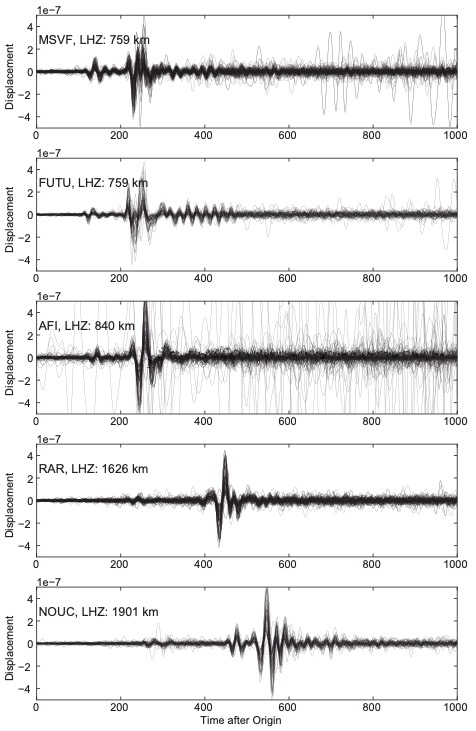 1e−7
MSVF, LHZ: 759 km
Displacement
4
2
0
−2
−4
0 200 400 600 800 1000
1e−7
FUTU, LHZ: 759 km
Displacement
4
2
0
−2
−4
0 200 400 600 800 1000
1e−7
AFI, LHZ: 840 km
Displacement
4
2
0
−2
−4
0 200 400 600 800 1000
1e−7
RAR, LHZ: 1626 km
Displacement
4
2
0
−2
−4
0 200 400 600 800 1000
1e−7
NOUC, LHZ: 1901 km
Displacement
4
2
0
−2
−4
0 200 400 600 800 1000
Time after Origin